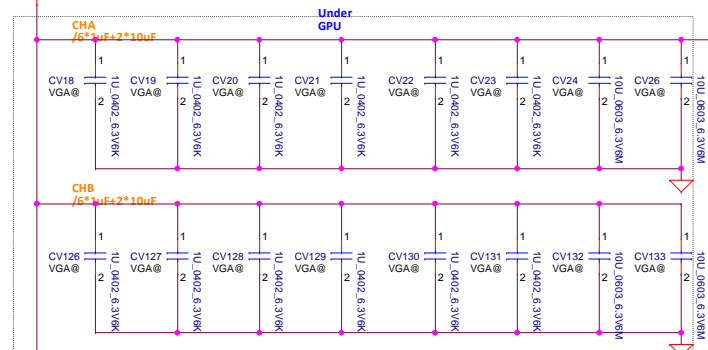 Under
GPU
CHA
/6*1uF+2*10uF
1 1 1 1 1 1 1 1
CV18 CV19 CV20 CV21 CV22 CV23 CV24 CV26
VGA@ VGA@ VGA@ VGA@ VGA@ VGA@ VGA@ VGA@
2 2 2 2 2 2 2 2
1U_0402_6.3V6K
1U_0402_6.3V6K
1U_0402_6.3V6K
1U_0402_6.3V6K
1U_0402_6.3V6K
1U_0402_6.3V6K
10U_0603_6.3V6M
10U_0603_6.3V6M
CHB
/6*1uF+2*10uF
1 1 1 1 1 1 1 1
CV126 CV127 CV128 CV129 CV130 CV131 CV132 CV133
VGA@ VGA@ VGA@ VGA@ VGA@ VGA@ VGA@ VGA@
2 2 2 2 2 2 2 2
1U_0402_6.3V6K
1U_0402_6.3V6K
1U_0402_6.3V6K
1U_0402_6.3V6K
1U_0402_6.3V6K
1U_0402_6.3V6K
10U_0603_6.3V6M
10U_0603_6.3V6M